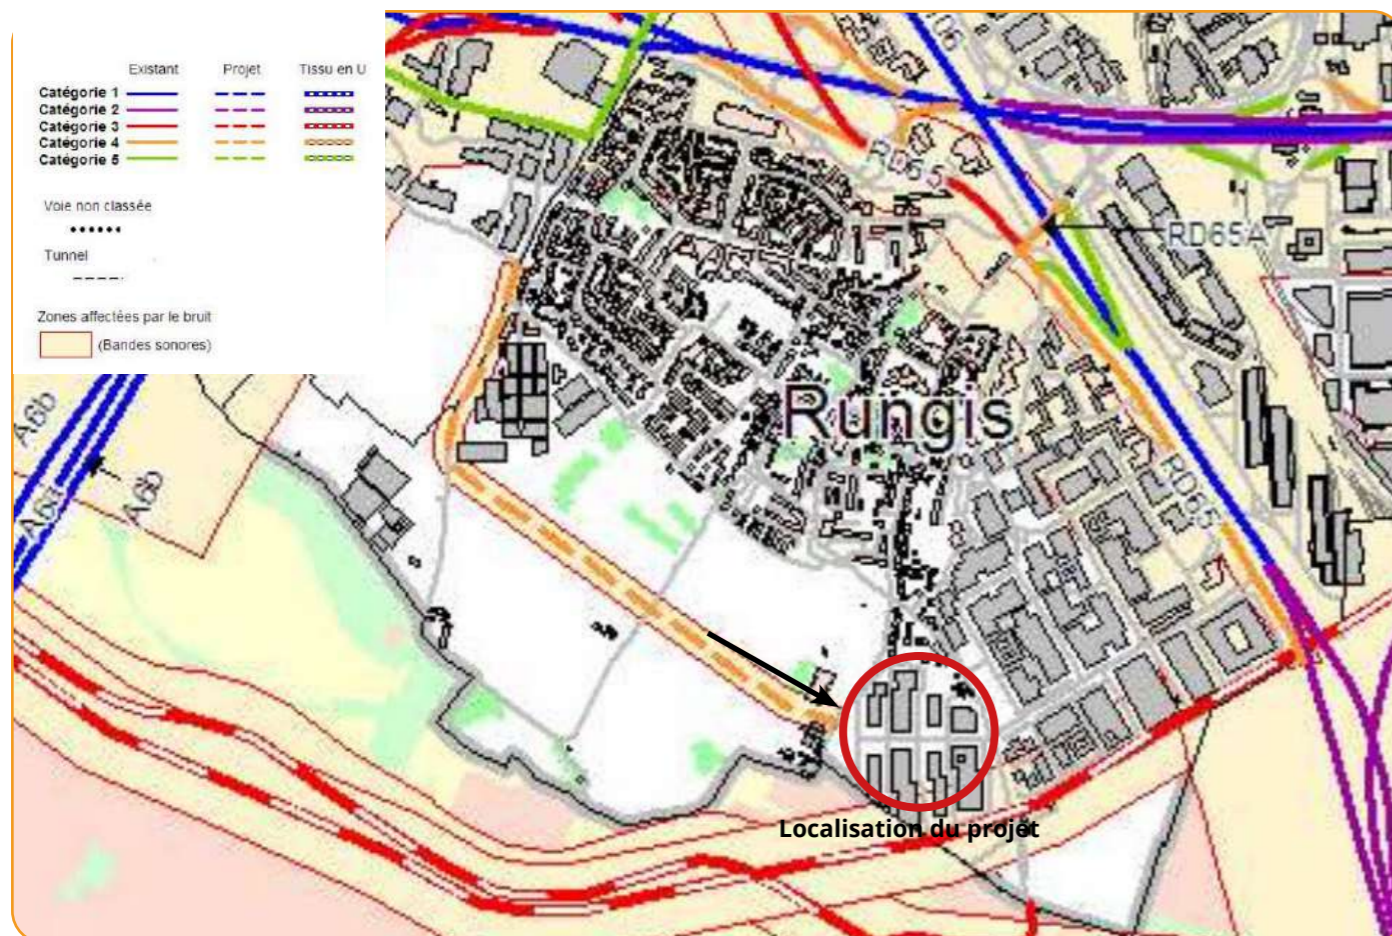 Existant Projet Tissu en U
Catégorie 1
Catégorie 2
Catégorie 3
Catégorie 4
Catégorie 5
Voie non classée
Tunnel
Zones affectées par le bruit
(Bandes sonores)
RD65
RD65A
A6b
A6b
Rungis
RD65
Localisation du projet